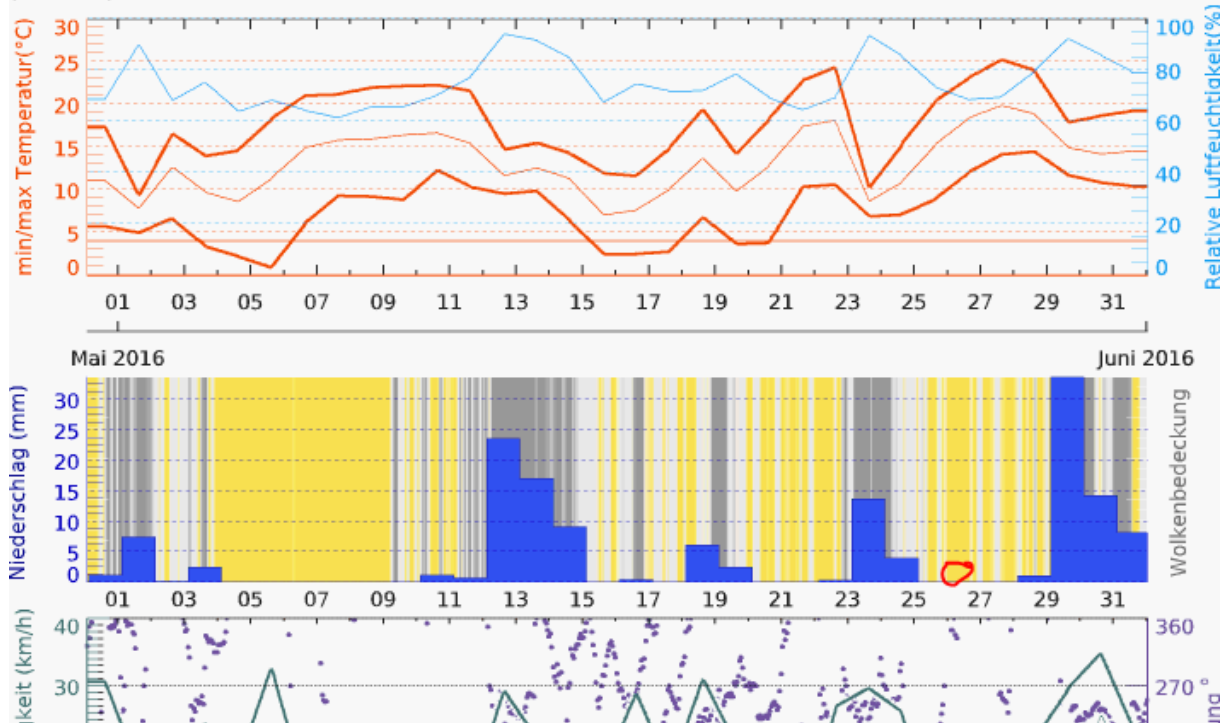 min/max Temperatur(°C)
30
25
20
15
10
5
0
Relative Luftfeuchtigkeit(%)
100
80
60
40
20
0
01 03 05 07 09 11 13 15 17 19 21 23 25 27 29 31
Mai 2016 Juni 2016
Niederschlag (mm)
30
25
20
15
10
5
0
Wolkenbedeckung
01 03 05 07 09 11 13 15 17 19 21 23 25 27 29 31
gkeit (km/h)
40
30
360
270
ng °